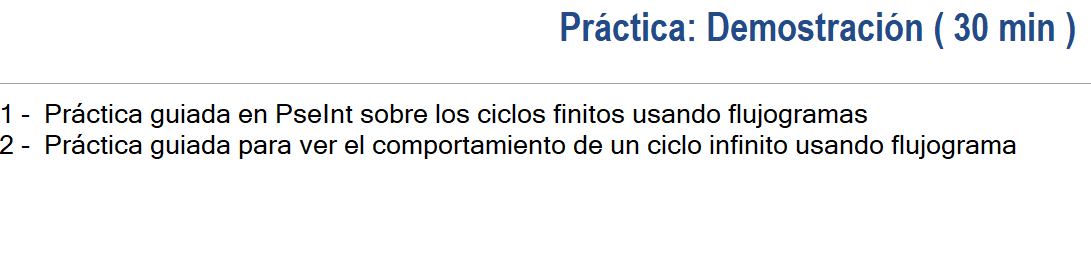 Práctica: Demostración ( 30 min )
1 - Práctica guiada en PseInt sobre los ciclos finitos usando flujogramas
2 - Práctica guiada para ver el comportamiento de un ciclo infinito usando flujograma